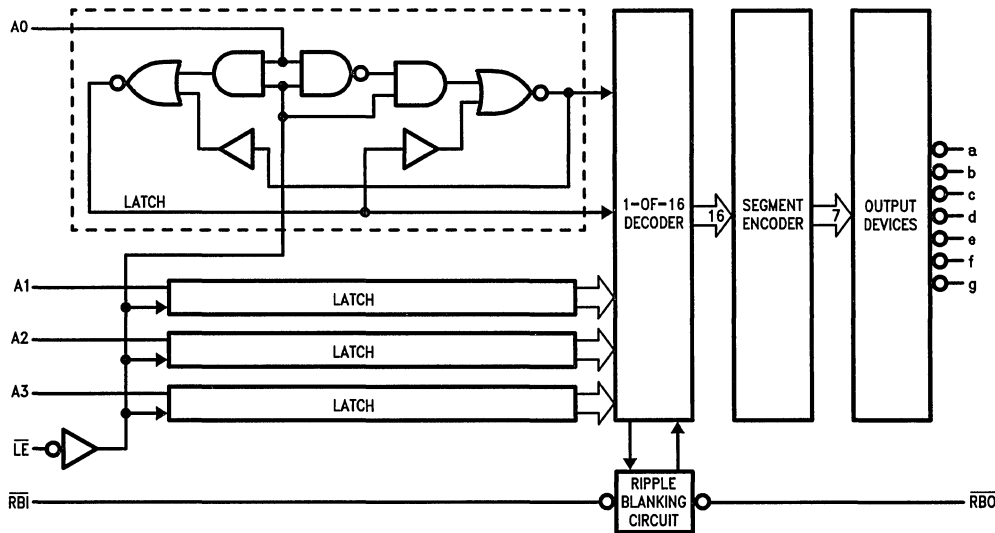 A0
LATCH
A1
LATCH
A2
LATCH
A3
LATCH
LE
RBI
1-OF-16
DECODER
16
SEGMENT
ENCODER
7
OUTPUT
DEVICES
a
b
c
d
e
f
g
RIPPLE
BLANKING
CIRCUIT
RBO